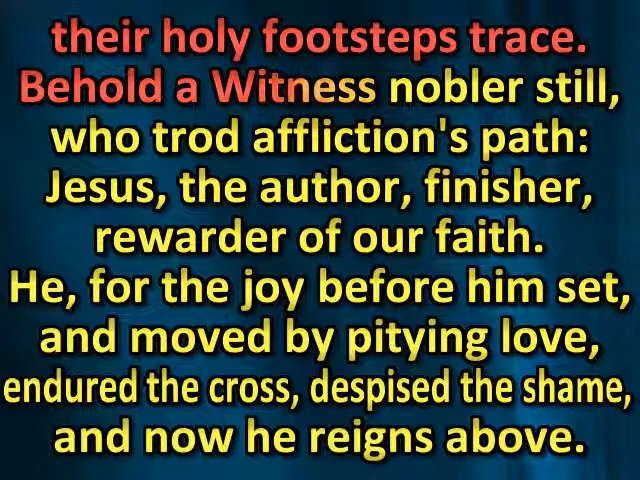 their holy footsteps trace.
Behold a Witness nobler still,
who trod affliction's path:
Jesus, the author, finisher,
rewarder of our faith.
He, for the joy before him set,
and moved by pitying love,
endured the cross, despised the shame,
and now he reigns above.